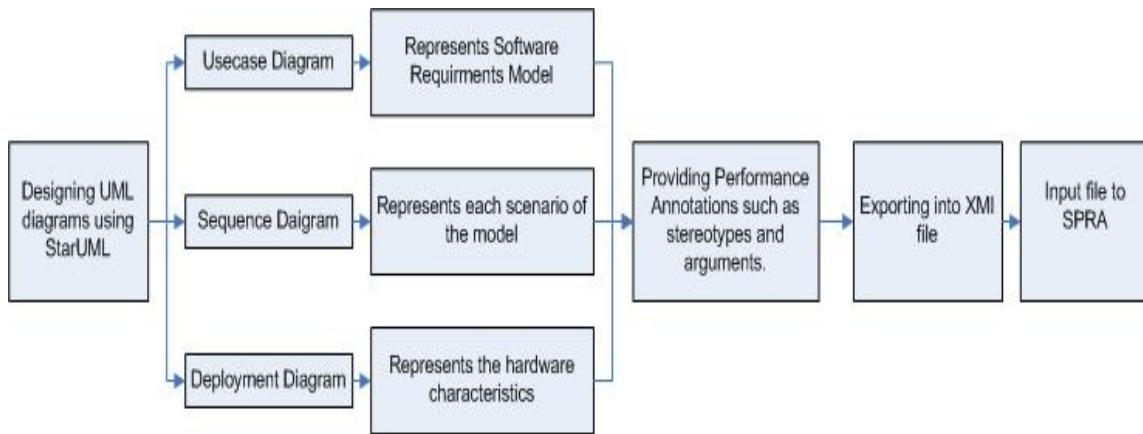 Designing UML
diagrams using
StarUML
Usecase Diagram
Represents Software
Requirments Model
Sequence Daigram
Represents each scenario of
the model
Deployment Diagram
Represents the hardware
characteristics
Providing Performance
Annotations such as
stereotypes and
arguments.
Exporting into XMI
file
Input file to
SPRA